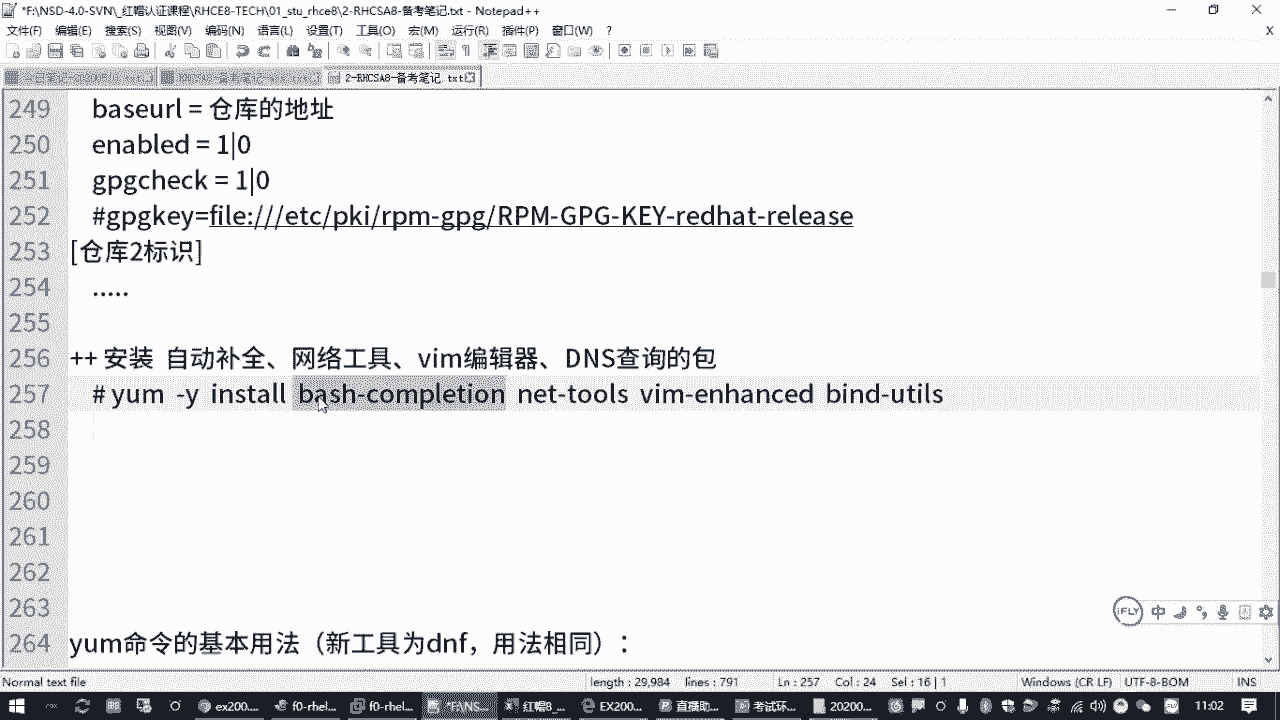 *F:\NSD-4.0-SVN\_红帽认证课程\RHCE8-TECH\01_stu_rhce8\2-RHCSA8-备考笔记.txt - Notepad++
文件(F) 编辑(E) 搜索(S) 视图(V) 编码(N) 语言(L) 设置(T) 工具(O) 宏(M) 运行(R) 插件(P) 窗口(W) ?
X
2-RHCSA8-备考笔记.txt
249 baseurl = 仓库的地址
250 enabled = 1|0
251 gpgcheck = 1|0
252 #gpgkey=file:///etc/pki/rpm-gpg/RPM-GPG-KEY-redhat-release
253 [仓库2标识]
254 .....
255
256 ++ 安装 自动补全、网络工具、vim编辑器、DNS查询的包
257 # yum -y install bash-completion net-tools vim-enhanced bind-utils
258
259
260
261
262
263
iFLY 中
264 yum命令的基本用法（新工具为dnf，用法相同）：
Normal text file length : 29,984 lines : 791 Ln : 257 Col : 24 Sel : 16 | 1 Windows (CR LF) UTF-8-BOM INS
ex200... f0-rhel... f0-rhel... *F:\NS... 红帽8_... EX200... 直播助... 考试环... 20200... 中 11:02